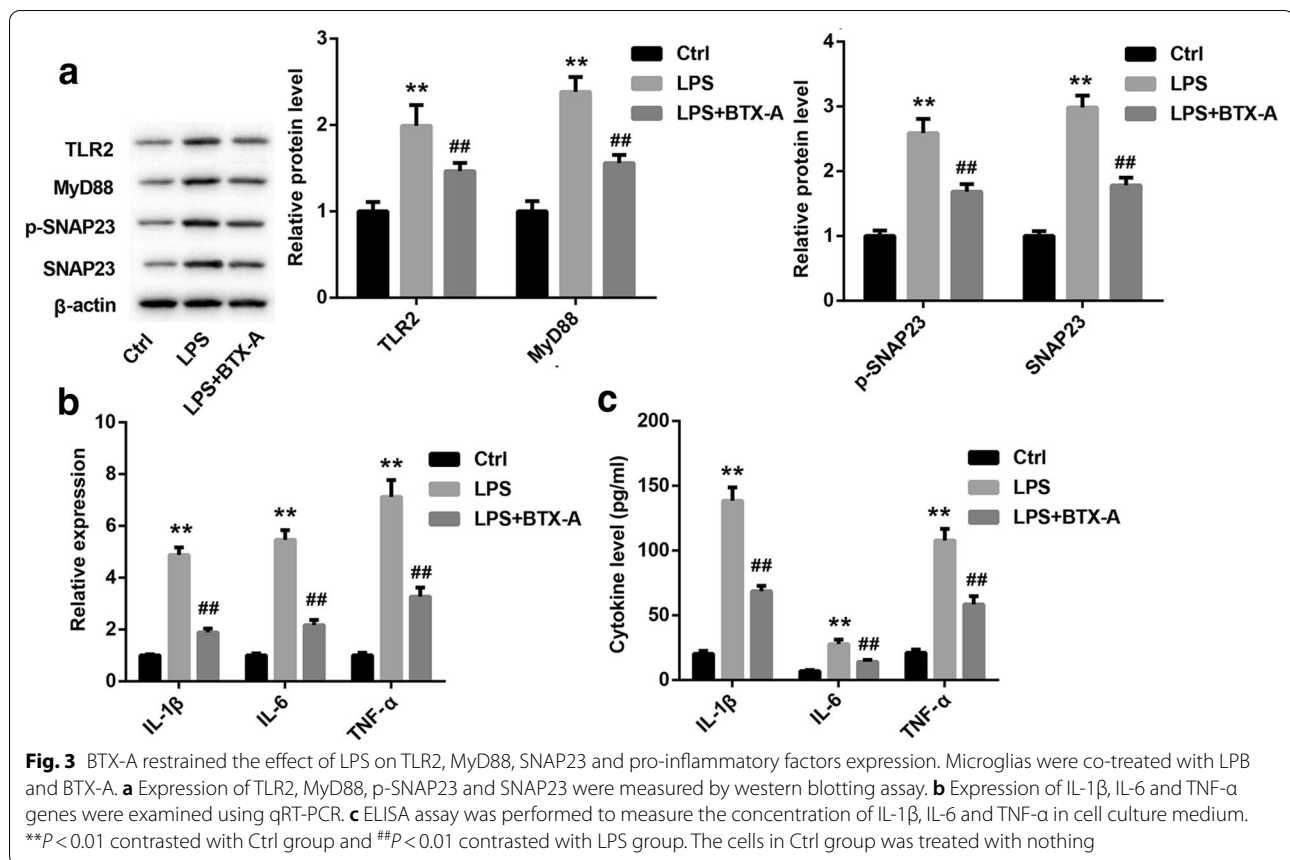 a
TLR2
MyD88
p-SNAP23
SNAP23
β-actin
Ctrl
LPS
LPS+BTX-A
Relative protein level
3
2
1
0
** ## ** ##
TLR2
MyD88
Ctrl
LPS
LPS+BTX-A
Relative protein level
4
3
2
1
0
** ## ** ##
p-SNAP23
SNAP23
Ctrl
LPS
LPS+BTX-A
b
Relative expression
10
8
6
4
2
0
** ## ** ## ** ##
IL-1β
IL-6
TNF-α
Ctrl
LPS
LPS+BTX-A
c
Cytokine level (pg/ml)
200
150
100
50
0
** ## ** ## ** ##
IL-1β
IL-6
TNF-α
Ctrl
LPS
LPS+BTX-A
Fig. 3 BTX-A restrained the effect of LPS on TLR2, MyD88, SNAP23 and pro-inflammatory factors expression. Microglias were co-treated with LPB
and BTX-A. a Expression of TLR2, MyD88, p-SNAP23 and SNAP23 were measured by western blotting assay. b Expression of IL-1β, IL-6 and TNF-α
genes were examined using qRT-PCR. c ELISA assay was performed to measure the concentration of IL-1β, IL-6 and TNF-α in cell culture medium.
**P < 0.01 contrasted with Ctrl group and ##P < 0.01 contrasted with LPS group. The cells in Ctrl group was treated with nothing